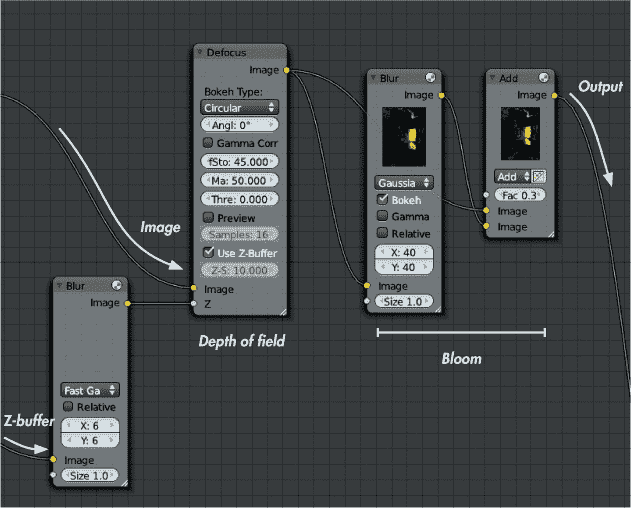 Defocus
Image
Bokeh Type:
Circular
Angl: 0°
Gamma Corr
fSto: 45.000
Ma: 50.000
Thre: 0.000
Preview
Samples: 16
Use Z-Buffer
Z-S: 10.000
Image
Z
Image
Depth of field
Blur
Image
Fast Ga
Relative
X: 6
Y: 6
Image
Size 1.0
Z-buffer
Blur
Image
Gaussia
Bokeh
Gamma
Relative
X: 40
Y: 40
Image
Size 1.0
Add
Image
Add
Fac 0.3
Image
Image
Bloom
Output